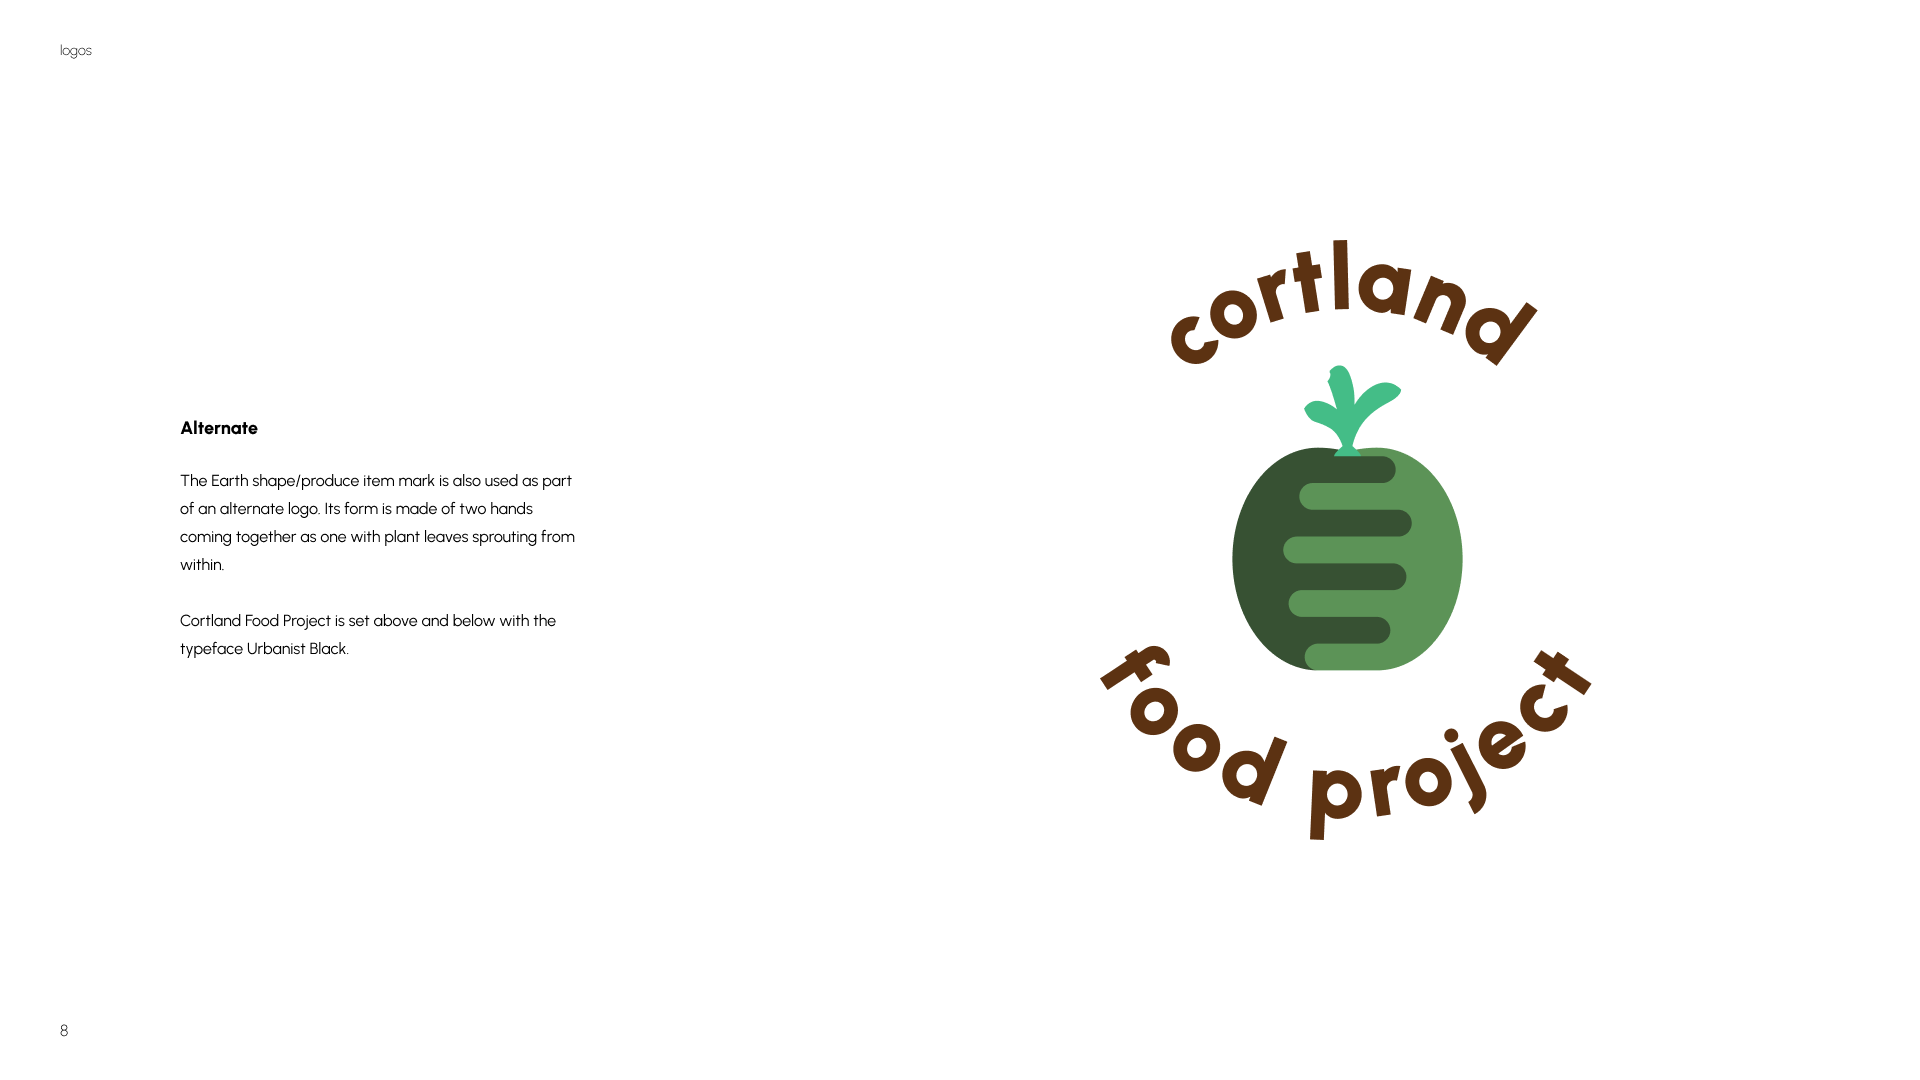 logos
Alternate
The Earth shape/produce item mark is also used as part
of an alternate logo. Its form is made of two hands
coming together as one with plant leaves sprouting from
within.
Cortland Food Project is set above and below with the
typeface Urbanist Black.
cortland
food project
8